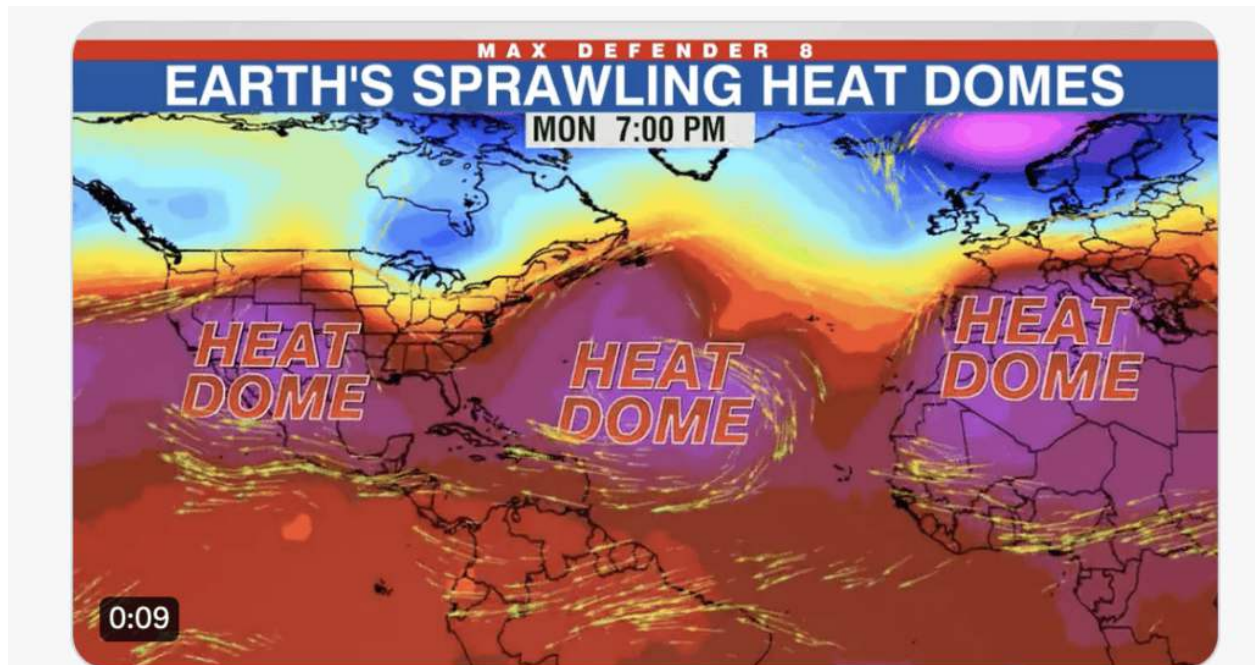 MAX DEFENDER 8
EARTH'S SPRAWLING HEAT DOMES
MON 7:00 PM
HEAT
DOME
HEAT
DOME
HEAT
DOME
0:09